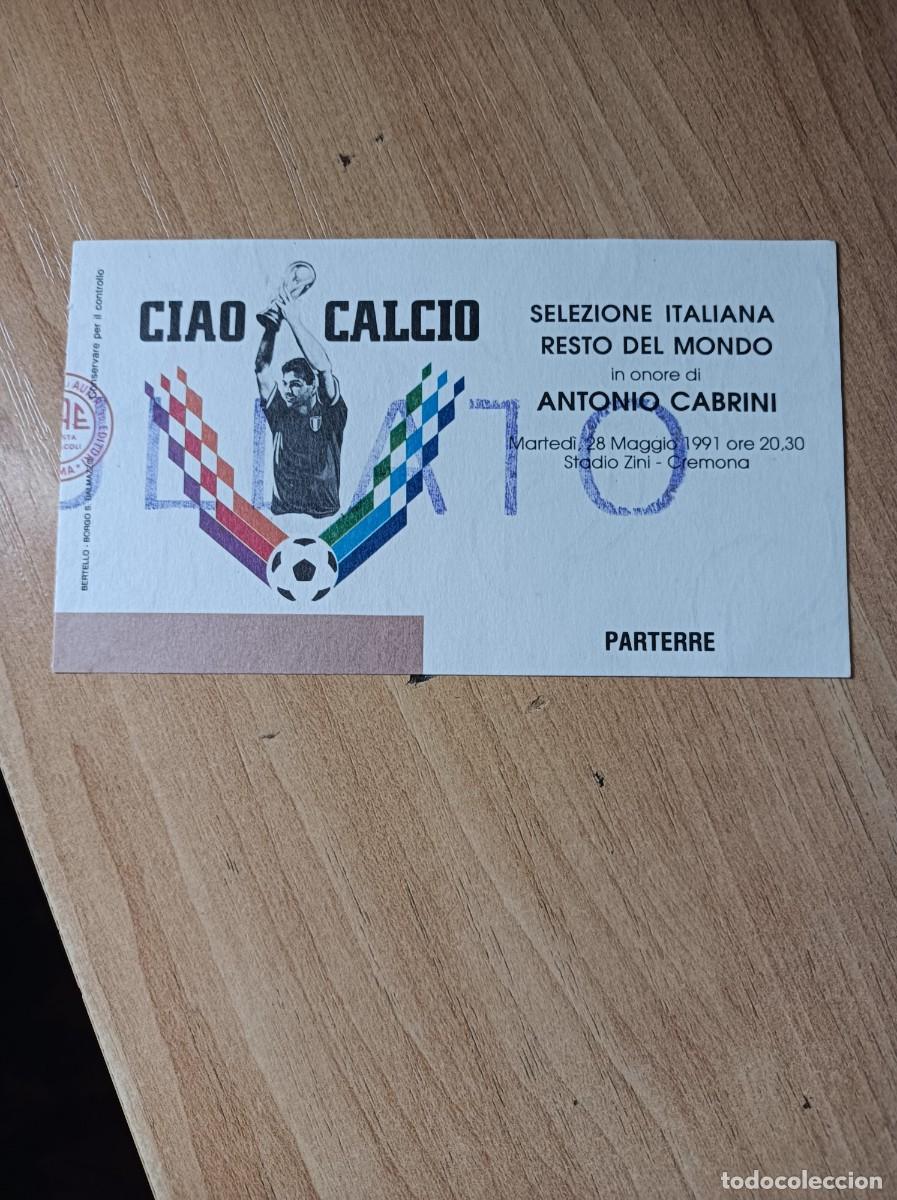 CIAO CALCIO
SELEZIONE ITALIANA
RESTO DEL MONDO
in onore di
ANTONIO CABRINI
Martedì, 28 Maggio 1991 ore 20,30
Stadio Zini - Cremona
PARTERRE
Conservare per il controllo
BERTELLO - BORGO S. DALMAZZO
todocoleccion